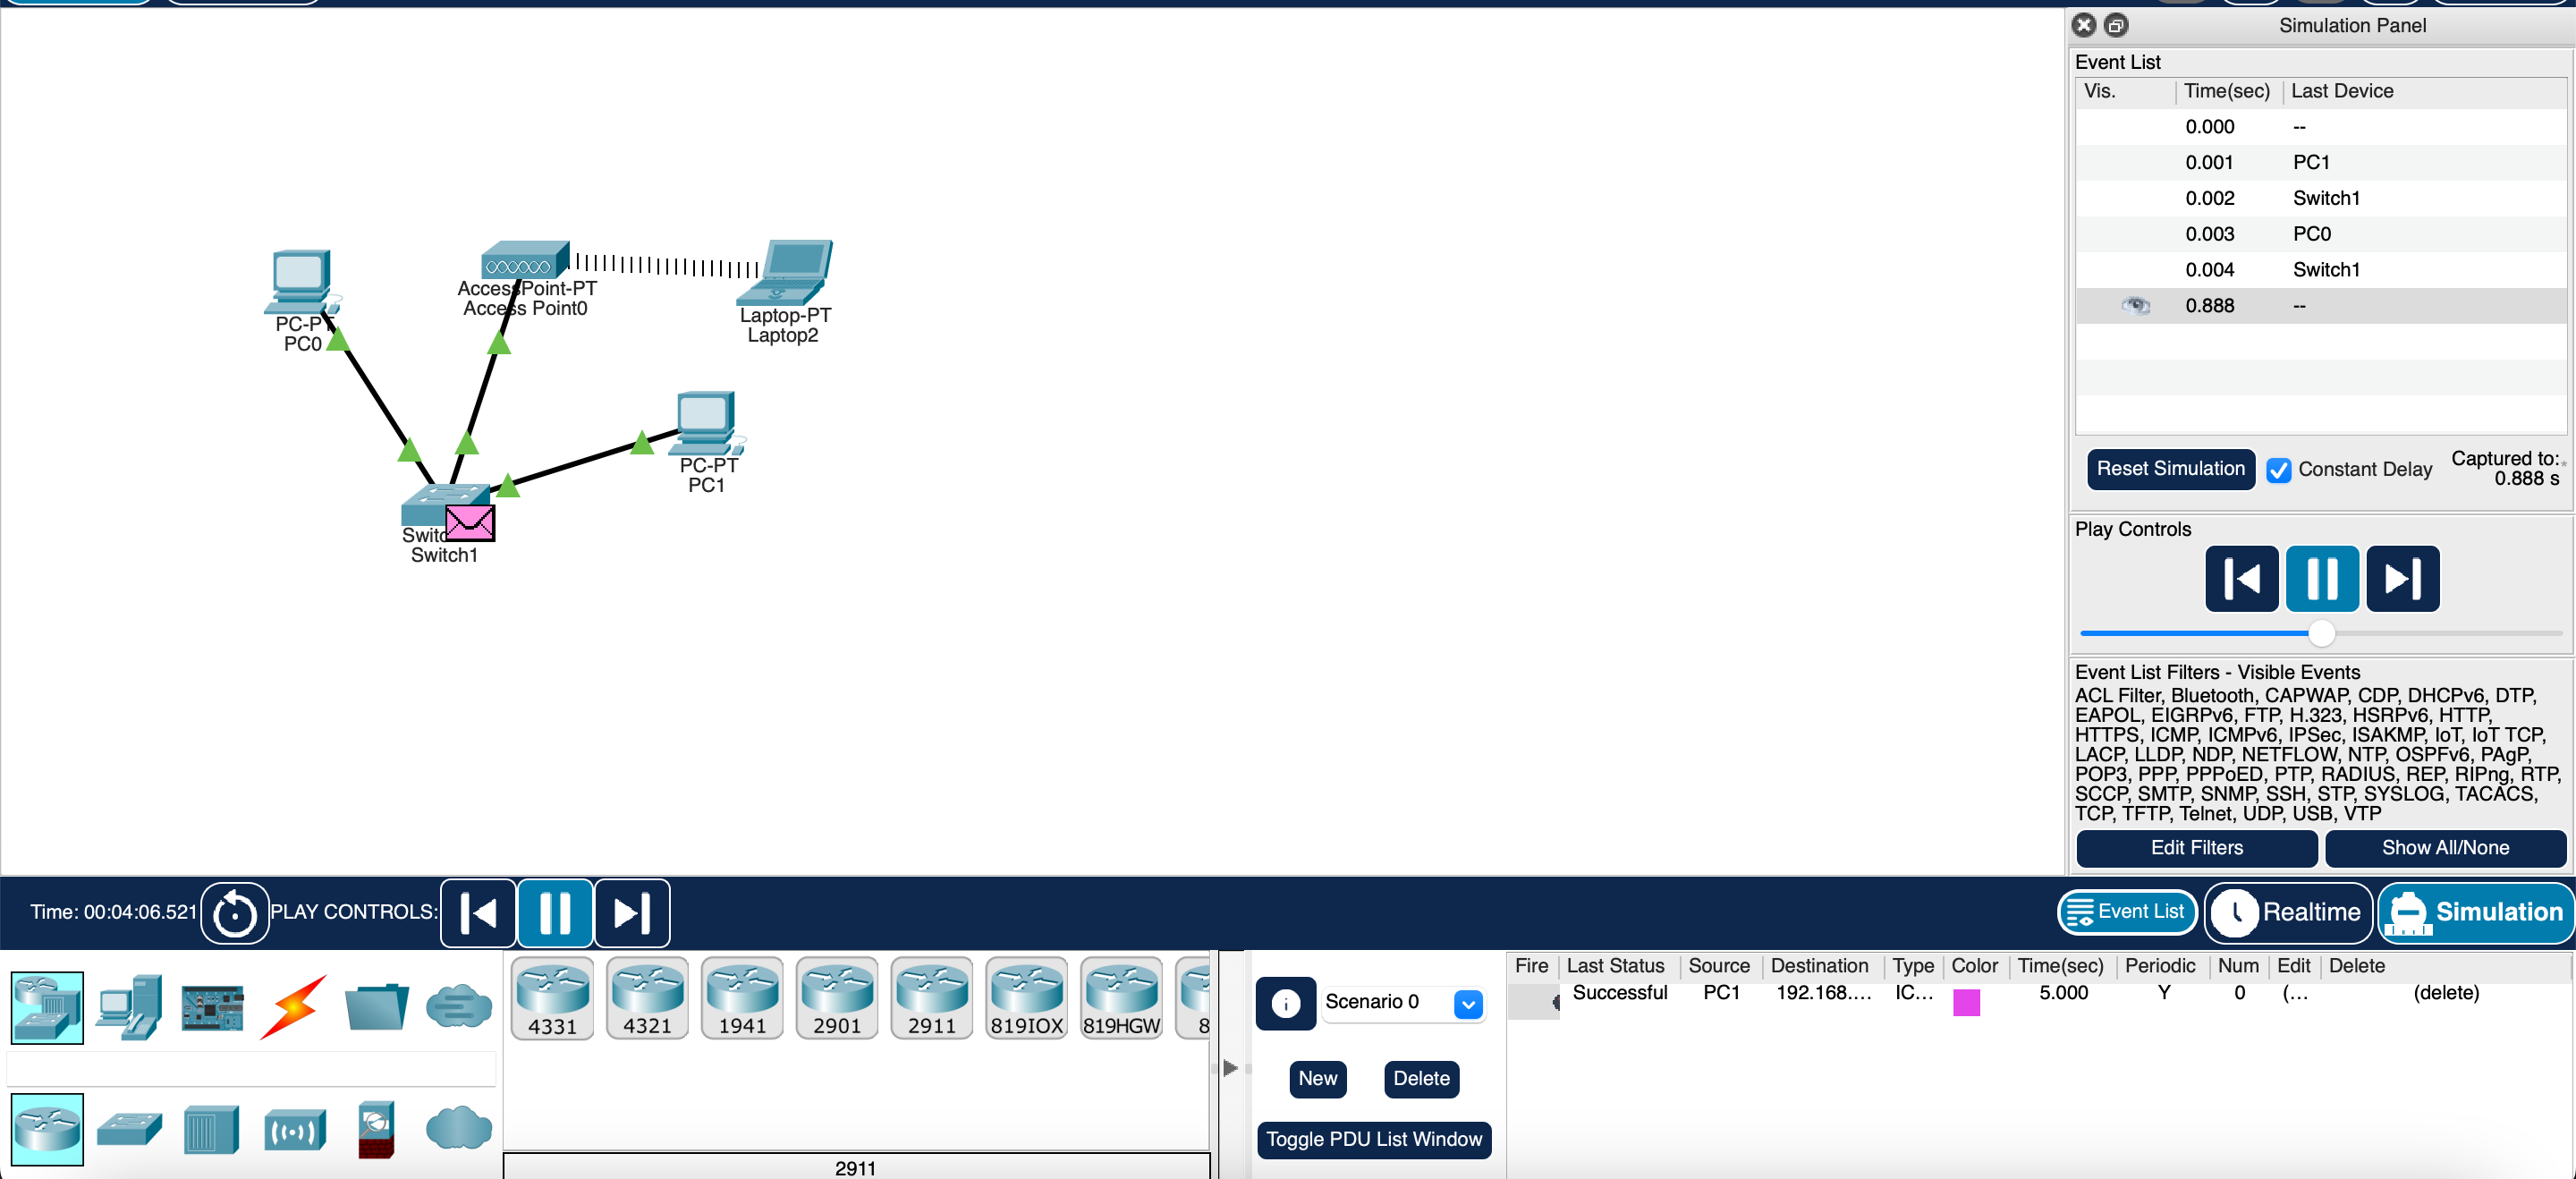 Simulation Panel
Event List
Vis. Time(sec) Last Device
0.000 --
0.001 PC1
0.002 Switch1
0.003 PC0
0.004 Switch1
0.888 --
Reset Simulation Constant Delay Captured to:*
0.888 s
Play Controls
Event List Filters - Visible Events
ACL Filter, Bluetooth, CAPWAP, CDP, DHCPv6, DTP,
EAPOL, EIGRPv6, FTP, H.323, HSRPv6, HTTP,
HTTPS, ICMP, ICMPv6, IPSec, ISAKMP, IoT, IoT TCP,
LACP, LLDP, NDP, NETFLOW, NTP, OSPFv6, PAgP,
POP3, PPP, PPPoED, PTP, RADIUS, REP, RIPng, RTP,
SCCP, SMTP, SNMP, SSH, STP, SYSLOG, TACACS,
TCP, TFTP, Telnet, UDP, USB, VTP
Edit Filters Show All/None
PC-PT
PC0
AccessPoint-PT
Access Point0
Laptop-PT
Laptop2
PC-PT
PC1
Switc
Switch1
Time: 00:04:06.521 PLAY CONTROLS:
Event List Realtime Simulation
4331 4321 1941 2901 2911 819IOX 819HGW 8
2911
Scenario 0
New Delete
Toggle PDU List Window
Fire Last Status Source Destination Type Color Time(sec) Periodic Num Edit Delete
Successful PC1 192.168.... IC... 5.000 Y 0 (... (delete)